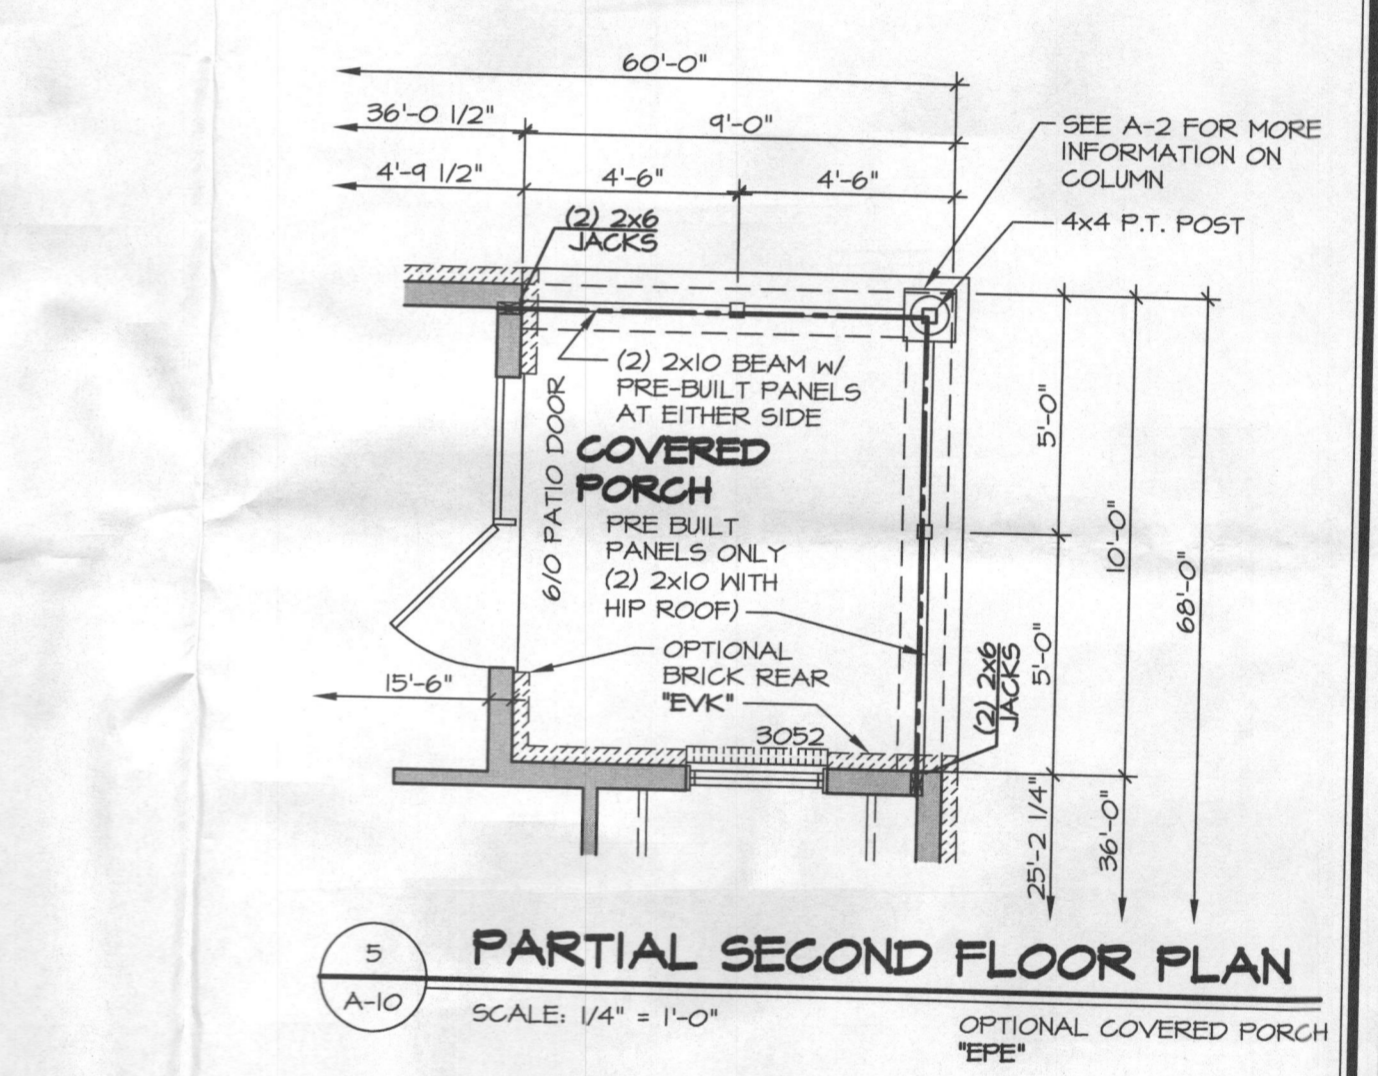 60'-0"
36'-0 1/2"
9'-0"
4'-9 1/2"
4'-6"
4'-6"
SEE A-2 FOR MORE
INFORMATION ON
COLUMN
4x4 P.T. POST
(2) 2x6
JACKS
(2) 2x10 BEAM w/
PRE-BUILT PANELS
AT EITHER SIDE
6/0 PATIO DOOR
COVERED
PORCH
PRE BUILT
PANELS ONLY
(2) 2x10 WITH
HIP ROOF)
5'-0"
10'-0"
68'-0"
5'-0"
OPTIONAL
BRICK REAR
"EVK"
15'-6"
3052
(2) 2x6
JACKS
25'-2 1/4"
36'-0"
5
A-10
PARTIAL SECOND FLOOR PLAN
SCALE: 1/4" = 1'-0"
OPTIONAL COVERED PORCH
"EPE"